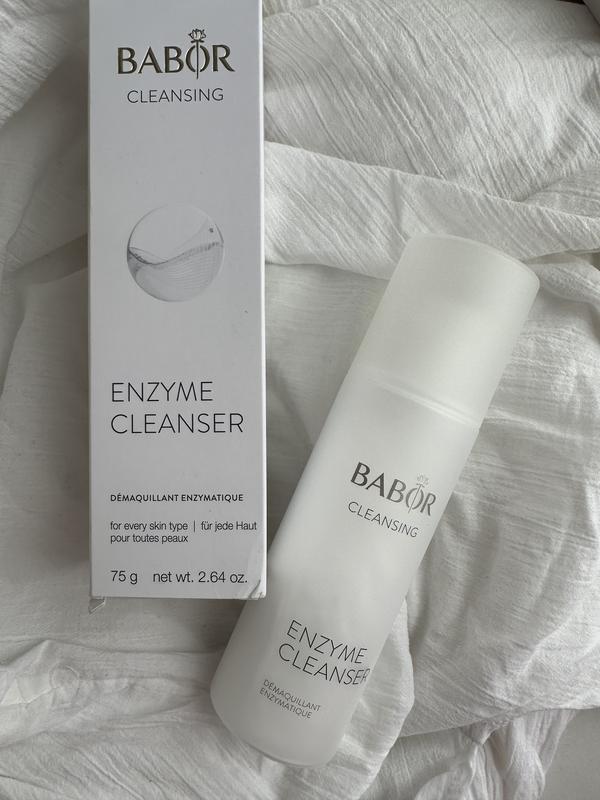 BABOR
CLEANSING
ENZYME
CLEANSER
DÉMAQUILLANT ENZYMATIQUE
for every skin type | für jede Haut
pour toutes peaux
75 g net wt. 2.64 oz.
BABOR
CLEANSING
ENZYME
CLEANSER
DÉMAQUILLANT
ENZYMATIQUE